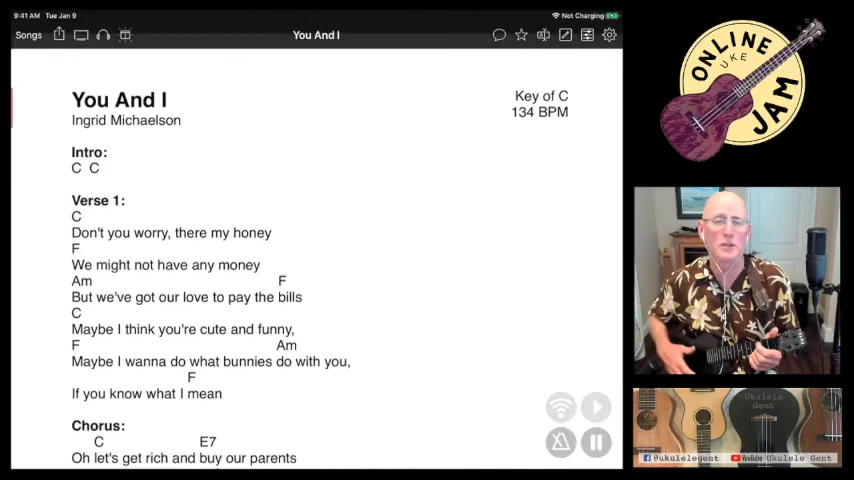 9:41 AM Tue Jan 9
Not Charging
Songs
You And I
You And I
Ingrid Michaelson
Key of C
134 BPM
Intro:
C C
Verse 1:
C
Don't you worry, there my honey
F
We might not have any money
Am F
But we've got our love to pay the bills
C
Maybe I think you're cute and funny,
F Am
Maybe I wanna do what bunnies do with you,
F
If you know what I mean
Chorus:
C E7
Oh let's get rich and buy our parents
ONLINE
UKE
JAM
Ukulele
Gent
@ukulelegent
YouTube Ukulele Gent